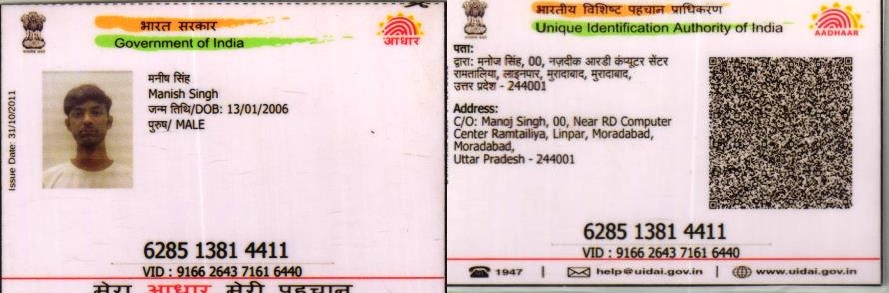 भारत सरकार
Government of India
आधार
Issue Date: 31/10/2011
मनीष सिंह
Manish Singh
जन्म तिथि/DOB: 13/01/2006
पुरुष/ MALE
6285 1381 4411
VID : 9166 2643 7161 6440
मेरा आधार मेरी पहचान
भारतीय विशिष्ट पहचान प्राधिकरण
Unique Identification Authority of India
AADHAAR
पता:
द्वारा: मनोज सिंह, 00, नज़दीक आरडी कंप्यूटर सेंटर
रामतालिया, लाइनपार, मुरादाबाद, मुरादाबाद,
उत्तर प्रदेश - 244001
Address:
C/O: Manoj Singh, 00, Near RD Computer
Center Ramtailiya, Linpar, Moradabad,
Moradabad,
Uttar Pradesh - 244001
6285 1381 4411
VID : 9166 2643 7161 6440
1947 | help@uidai.gov.in | www.uidai.gov.in